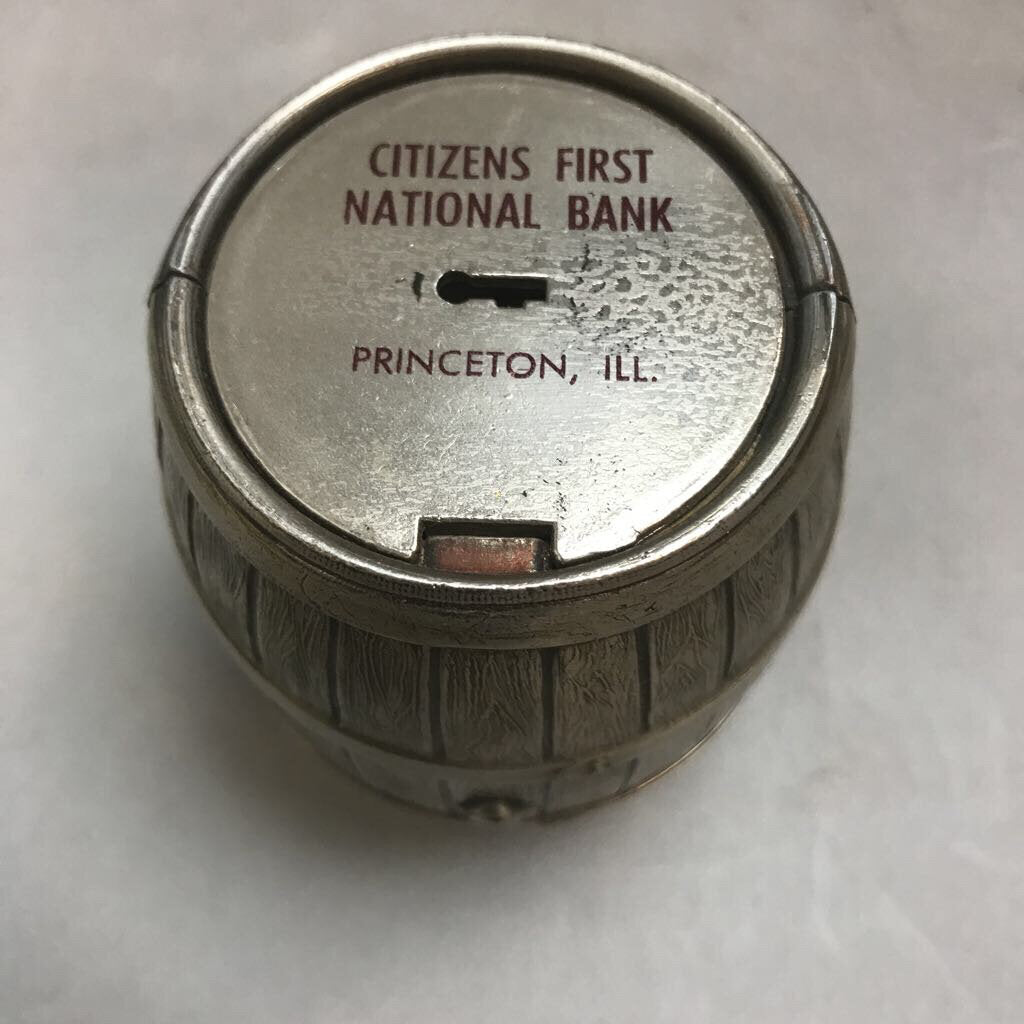 CITIZENS FIRST
NATIONAL BANK
PRINCETON, ILL.